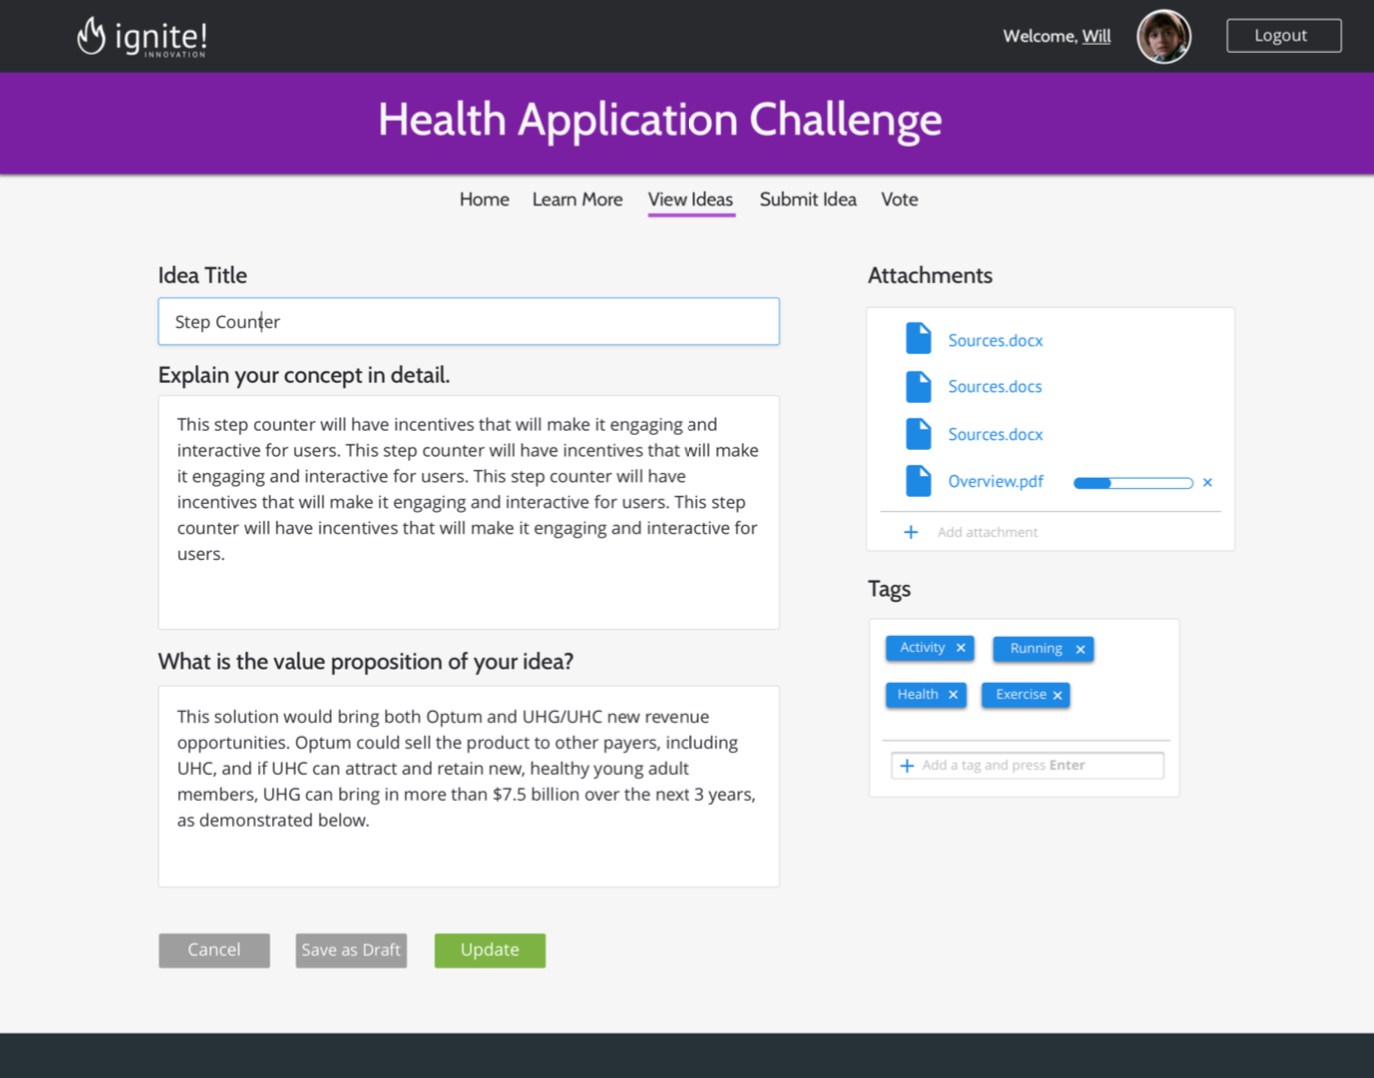 ignite!
INNOVATION
Welcome, Will
Logout
Health Application Challenge
Home Learn More View Ideas Submit Idea Vote
Idea Title
Step Counter
Explain your concept in detail.
This step counter will have incentives that will make it engaging and
interactive for users. This step counter will have incentives that will make
it engaging and interactive for users. This step counter will have
incentives that will make it engaging and interactive for users. This step
counter will have incentives that will make it engaging and interactive for
users.
What is the value proposition of your idea?
This solution would bring both Optum and UHG/UHC new revenue
opportunities. Optum could sell the product to other payers, including
UHC, and if UHC can attract and retain new, healthy young adult
members, UHG can bring in more than $7.5 billion over the next 3 years,
as demonstrated below.
Cancel Save as Draft Update
Attachments
Sources.docx
Sources.docs
Sources.docx
Overview.pdf
Add attachment
Tags
Activity Running
Health Exercise
Add a tag and press Enter